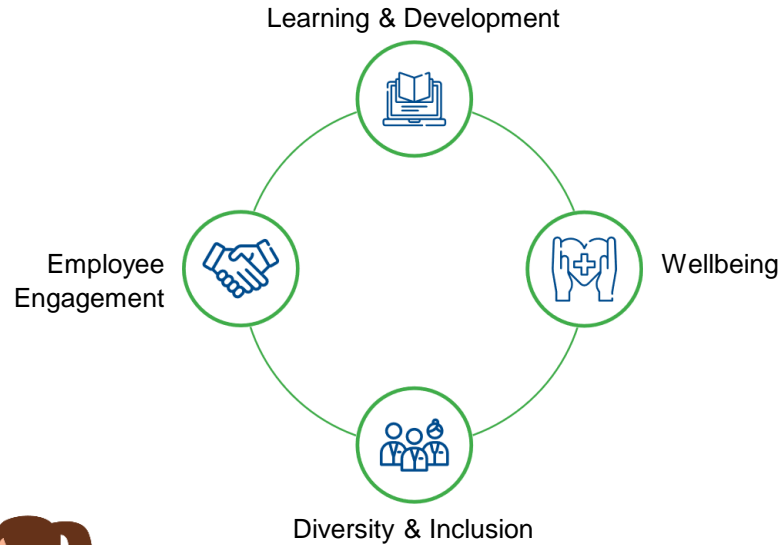 Learning & Development
Employee
Engagement
Wellbeing
Diversity & Inclusion